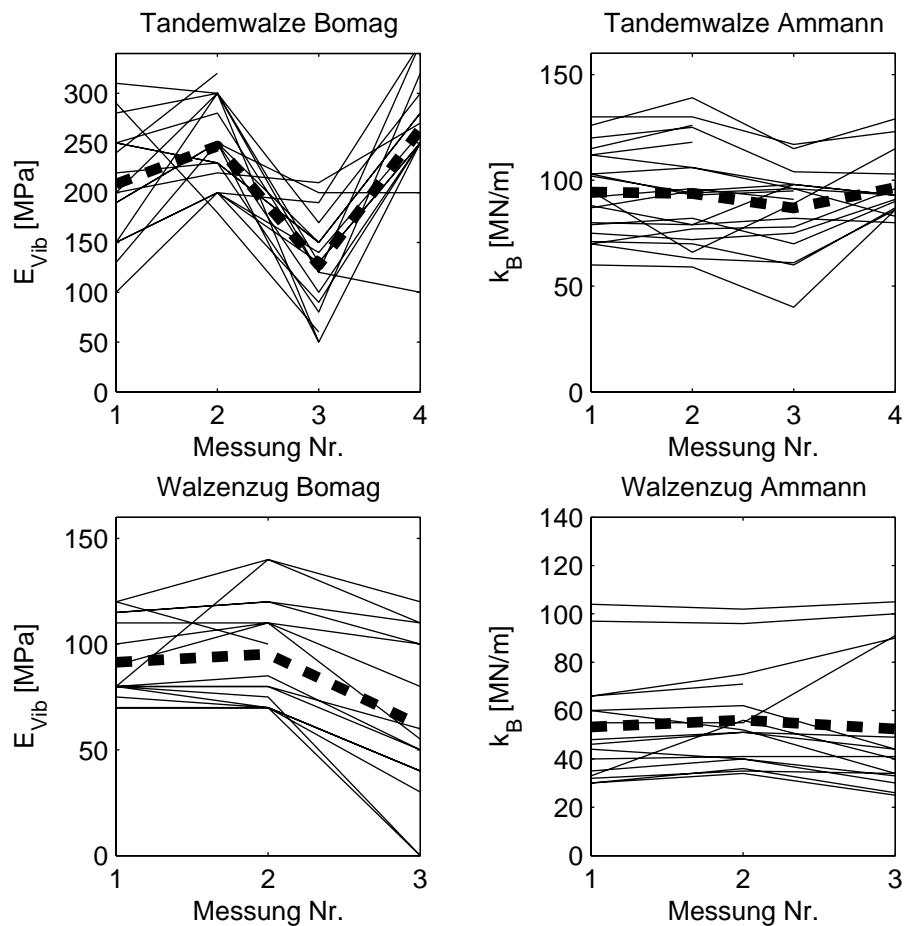 Tandemwalze Bomag
E_Vib [MPa]
300
250
200
150
100
50
0
1 2 3 4
Messung Nr.
Tandemwalze Ammann
k_B [MN/m]
150
100
50
0
1 2 3 4
Messung Nr.
Walzenzug Bomag
E_Vib [MPa]
150
100
50
0
1 2 3
Messung Nr.
Walzenzug Ammann
k_B [MN/m]
140
120
100
80
60
40
20
0
1 2 3
Messung Nr.